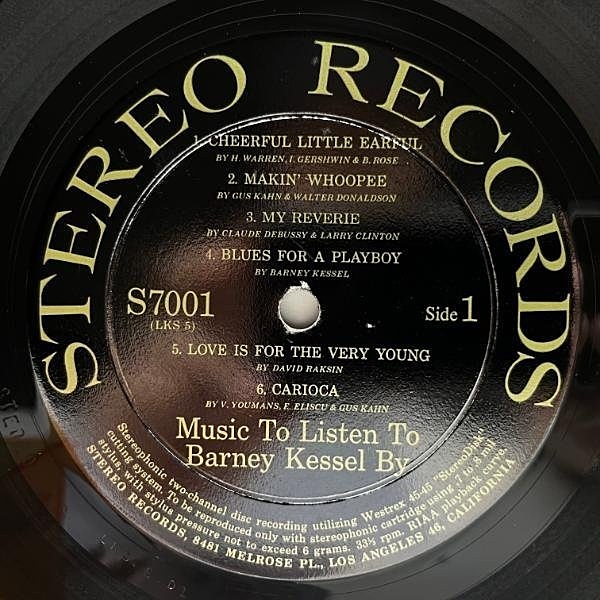 STEREO RECORDS
1. CHEERFUL LITTLE EARFUL
BY H. WARREN, I. GERSHWIN & B. ROSE
2. MAKIN' WHOOPEE
BY GUS KAHN & WALTER DONALDSON
3. MY REVERIE
BY CLAUDE DEBUSSY & LARRY CLINTON
4. BLUES FOR A PLAYBOY
BY BARNEY KESSEL
S7001
(LKS 5)
Side 1
5. LOVE IS FOR THE VERY YOUNG
BY DAVID RAKSIN
6. CARIOCA
BY V. YOUMANS, E. ELISCU & GUS KAHN
Music To Listen To
Barney Kessel By
Stereophonic two-channel disc recording utilizing Westrex 45-45 "StereoDisk"
cutting system. To be reproduced only with stereophonic cartridge using .7 to .8 mil
stylus, with stylus pressure not to exceed 6 grams. 33⅓ rpm. RIAA playback curve.
STEREO RECORDS, 8481 MELROSE PL., LOS ANGELES 46, CALIFORNIA